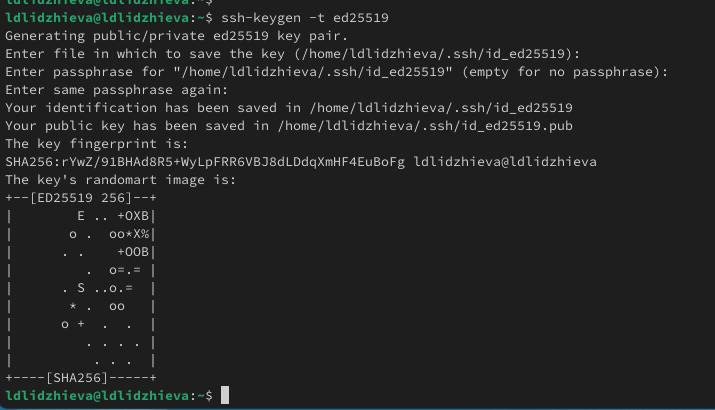 ldlidzhieva@ldlidzhieva:~$ ssh-keygen -t ed25519
Generating public/private ed25519 key pair.
Enter file in which to save the key (/home/ldlidzhieva/.ssh/id_ed25519):
Enter passphrase for "/home/ldlidzhieva/.ssh/id_ed25519" (empty for no passphrase):
Enter same passphrase again:
Your identification has been saved in /home/ldlidzhieva/.ssh/id_ed25519
Your public key has been saved in /home/ldlidzhieva/.ssh/id_ed25519.pub
The key fingerprint is:
SHA256:rYwZ/91BHAd8R5+WyLpFRR6VBJ8dLDdqXmHF4EuBoFg ldlidzhieva@ldlidzhieva
The key's randomart image is:
+--[ED25519 256]--+
|        E .. +OXB|
|       o .  oo*X%|
|      . .    +OOB|
|         .  o=.= |
|      . S ..o.=  |
|       * .  oo   |
|      o +  .  .  |
|         . . . . |
|          . . .  |
+----[SHA256]-----+
ldlidzhieva@ldlidzhieva:~$